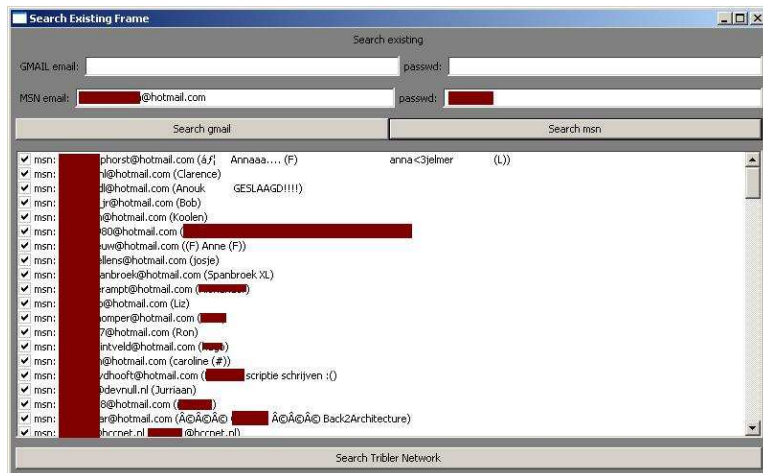 Search Existing Frame
Search existing
GMAIL email: passwd:
MSN email: @hotmail.com passwd:
Search gmail Search msn
msn: phorst@hotmail.com (áƒ¦ Annaaa.... (F) anna<3jelmer (L))
msn: nl@hotmail.com (Clarence)
msn: dl@hotmail.com (Anouk GESLAAGD!!!!)
msn: _jr@hotmail.com (Bob)
msn: @hotmail.com (Koolen)
msn: 980@hotmail.com (
msn: euw@hotmail.com ((F) Anne (F))
msn: ellens@hotmail.com (josje)
msn: anbroek@hotmail.com (Spanbroek XL)
msn: erampt@hotmail.com (
msn: @hotmail.com (Liz)
msn: omper@hotmail.com (
msn: 7@hotmail.com (Ron)
msn: intveld@hotmail.com (
msn: @hotmail.com (caroline (#))
msn: vdhooft@hotmail.com ( scriptie schrijven :()
msn: @devnull.nl (Jurriaan)
msn: 8@hotmail.com ( )
msn: ar@hotmail.com (Â©Â©Â© Â©Â©Â© Back2Architecture)
msn: @hccnet.nl @hccnet.nl)
Search Tribler Network